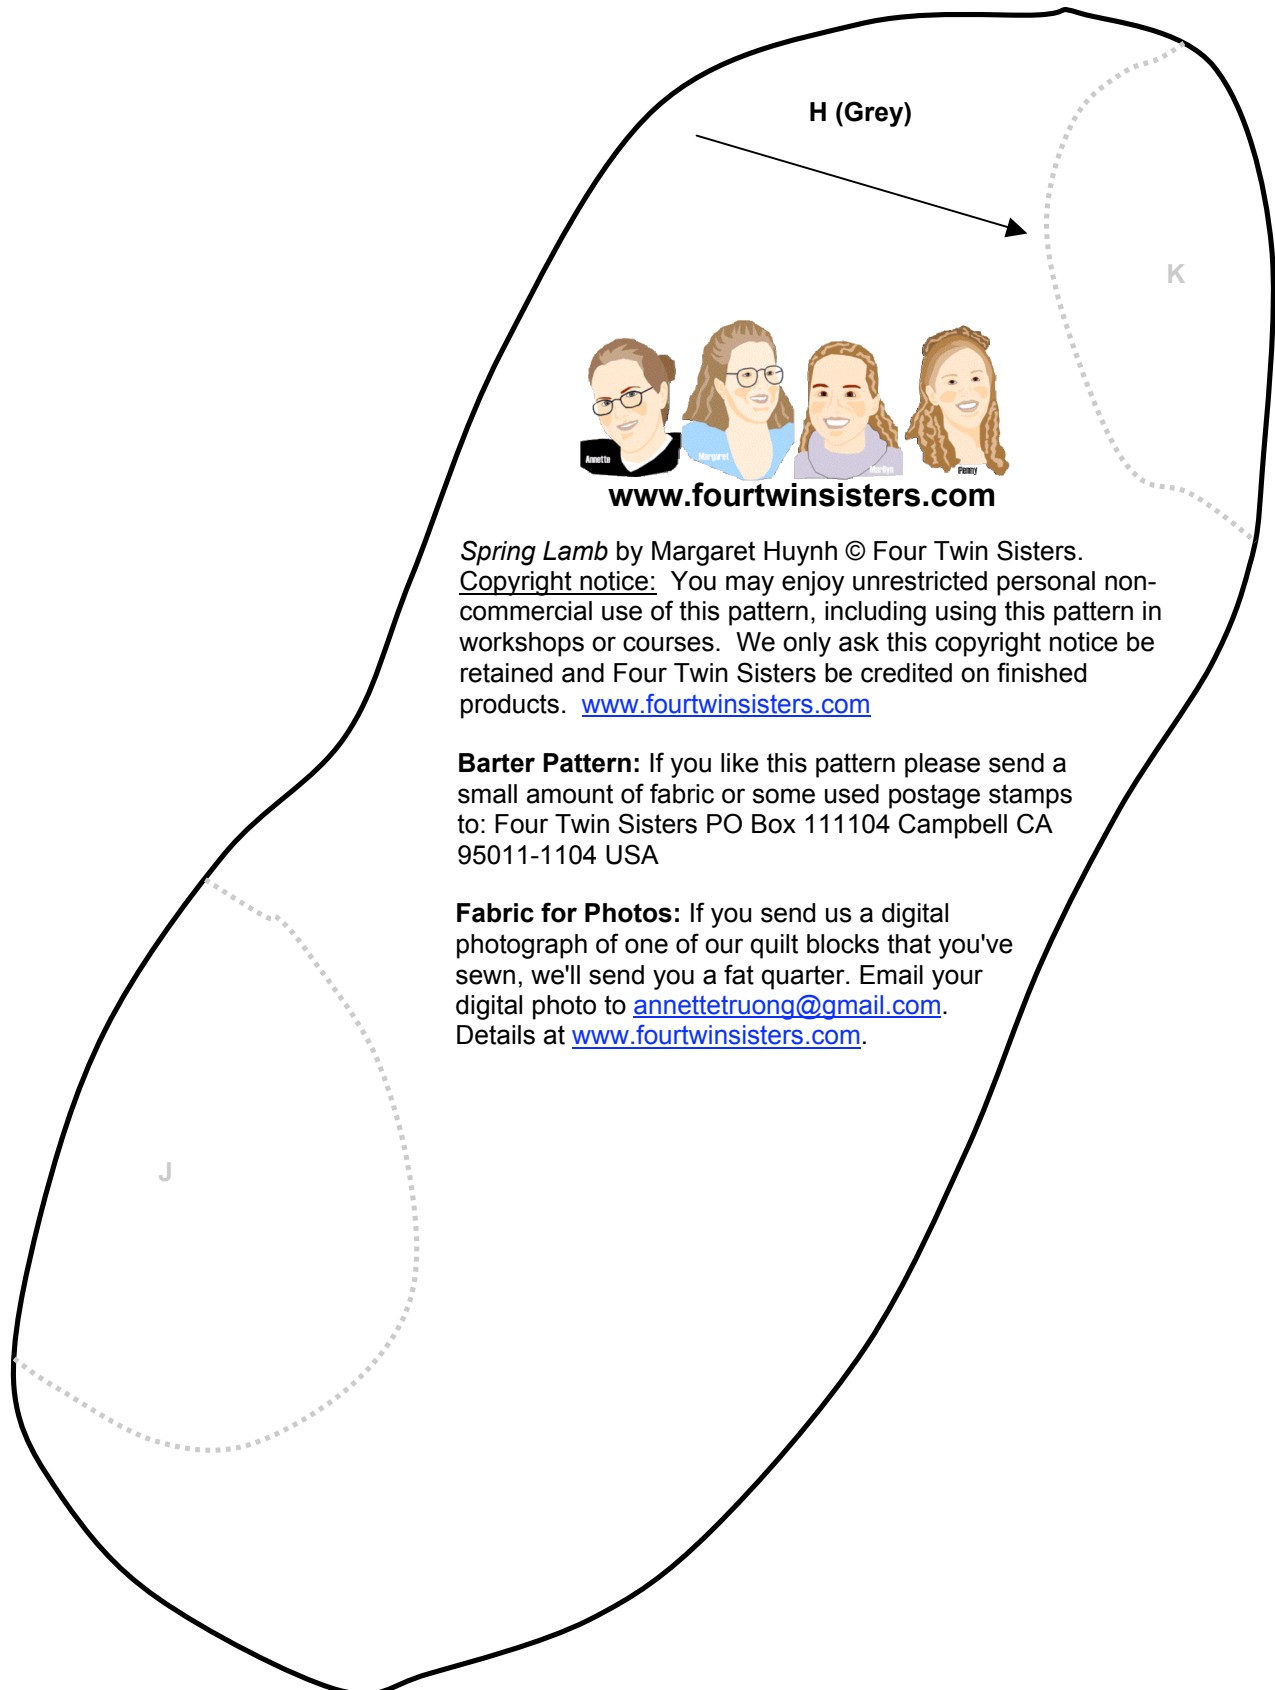 H (Grey)
K
Annette
Margaret
Marilyn
Penny
www.fourtwinsisters.com
Spring Lamb by Margaret Huynh © Four Twin Sisters.
Copyright notice: You may enjoy unrestricted personal non-
commercial use of this pattern, including using this pattern in
workshops or courses. We only ask this copyright notice be
retained and Four Twin Sisters be credited on finished
products. www.fourtwinsisters.com
Barter Pattern: If you like this pattern please send a
small amount of fabric or some used postage stamps
to: Four Twin Sisters PO Box 111104 Campbell CA
95011-1104 USA
Fabric for Photos: If you send us a digital
photograph of one of our quilt blocks that you've
sewn, we'll send you a fat quarter. Email your
digital photo to annettetruong@gmail.com.
Details at www.fourtwinsisters.com.
J